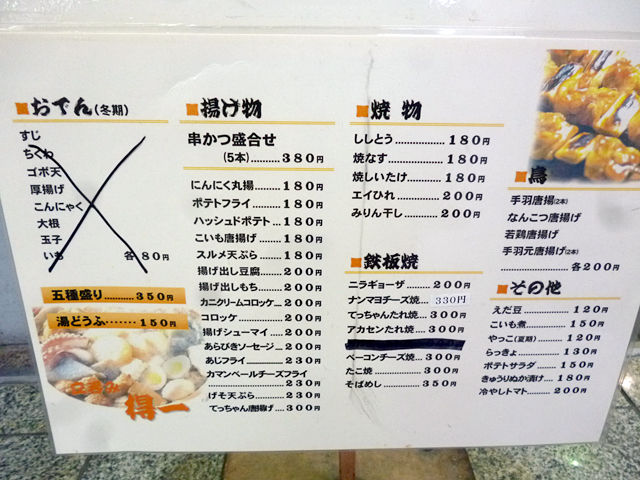 おでん(冬期)
すじ
ちくわ
ゴボ天
厚揚げ
こんにゃく
大根
玉子
いも 各80円
五種盛り...........350円
湯どうふ.......150円
立呑み
得一
揚げ物
串かつ盛合せ
(5本)..........380円
にんにく丸揚...180円
ポテトフライ....180円
ハッシュドポテト.180円
こいも唐揚げ....180円
スルメ天ぷら...180円
揚げ出し豆腐....200円
揚げ出しもち....200円
カニクリームコロッケ..200円
コロッケ.........200円
揚げシューマイ..200円
あらびきソーセージ..200円
あじフライ.......230円
カマンベールチーズフライ
..................230円
げそ天ぷら.......230円
てっちゃん唐揚げ...300円
焼物
ししとう..................180円
焼なす....................180円
焼しいたけ..............180円
エイひれ................200円
みりん干し.............200円
鉄板焼
ニラギョーザ.........200円
ナンマヨチーズ焼....330円
てっちゃんたれ焼...300円
アカセンたれ焼......300円
ベーコンチーズ焼...300円
たこ焼..................300円
そばめし...............350円
鳥
手羽唐揚(2本)
なんこつ唐揚げ
若鶏唐揚げ
手羽元唐揚げ(2本)
....................各200円
その他
えだ豆................120円
こいも煮.............150円
やっこ(夏期).......120円
らっきょ.............130円
ポテトサラダ.......150円
きゅうりぬか漬け....180円
冷やしトマト........200円